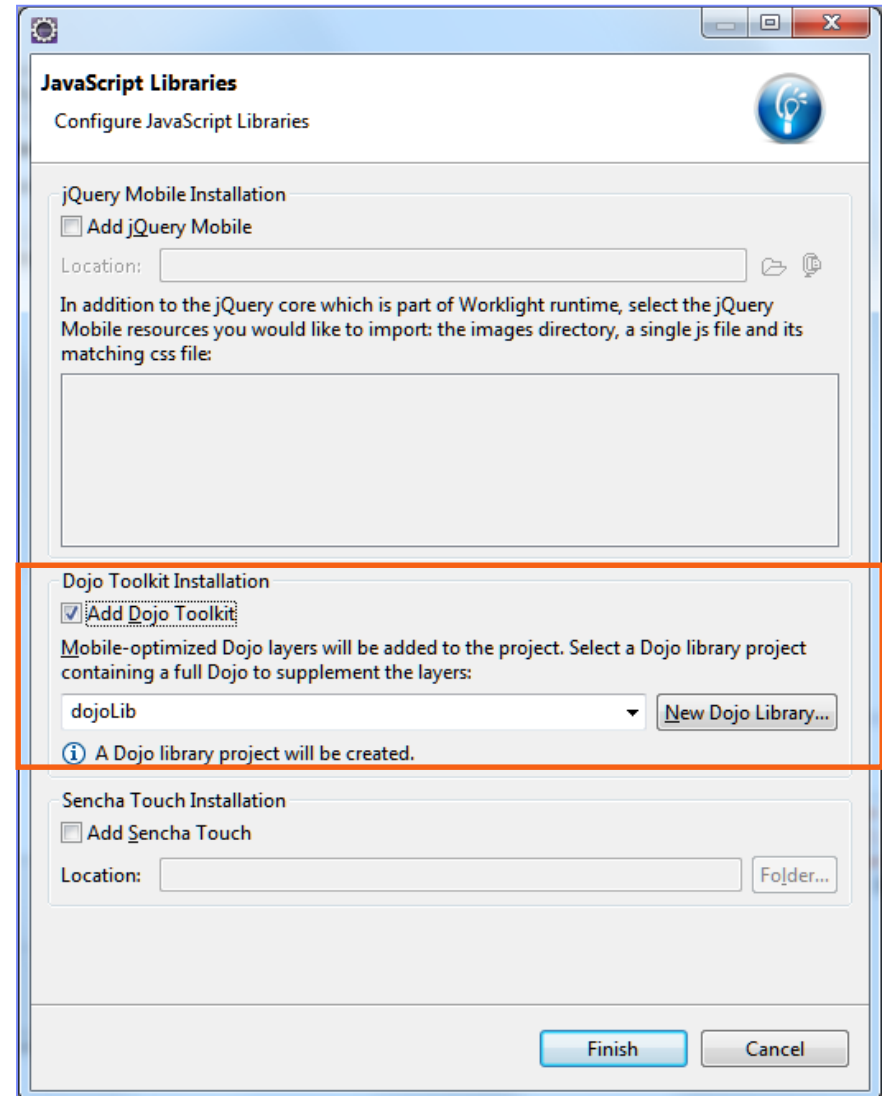 JavaScript Libraries
Configure JavaScript Libraries
jQuery Mobile Installation
Add jQuery Mobile
Location:
In addition to the jQuery core which is part of Worklight runtime, select the jQuery
Mobile resources you would like to import: the images directory, a single js file and its
matching css file:
Dojo Toolkit Installation
Add Dojo Toolkit
Mobile-optimized Dojo layers will be added to the project. Select a Dojo library project
containing a full Dojo to supplement the layers:
dojoLib
New Dojo Library...
A Dojo library project will be created.
Sencha Touch Installation
Add Sencha Touch
Location:
Folder...
Finish
Cancel